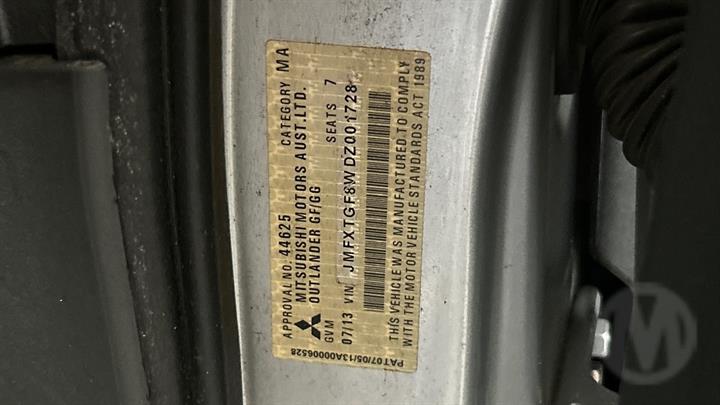 APPROVAL NO. 44625 CATEGORY MA
MITSUBISHI MOTORS AUST.LTD.
OUTLANDER GF/GG
GVM SEATS 7
07/13 VIN JMFXTGF8WDZ001728
THIS VEHICLE WAS MANUFACTURED TO COMPLY
WITH THE MOTOR VEHICLE STANDARDS ACT 1989
PAT07/05/13A00006528
M